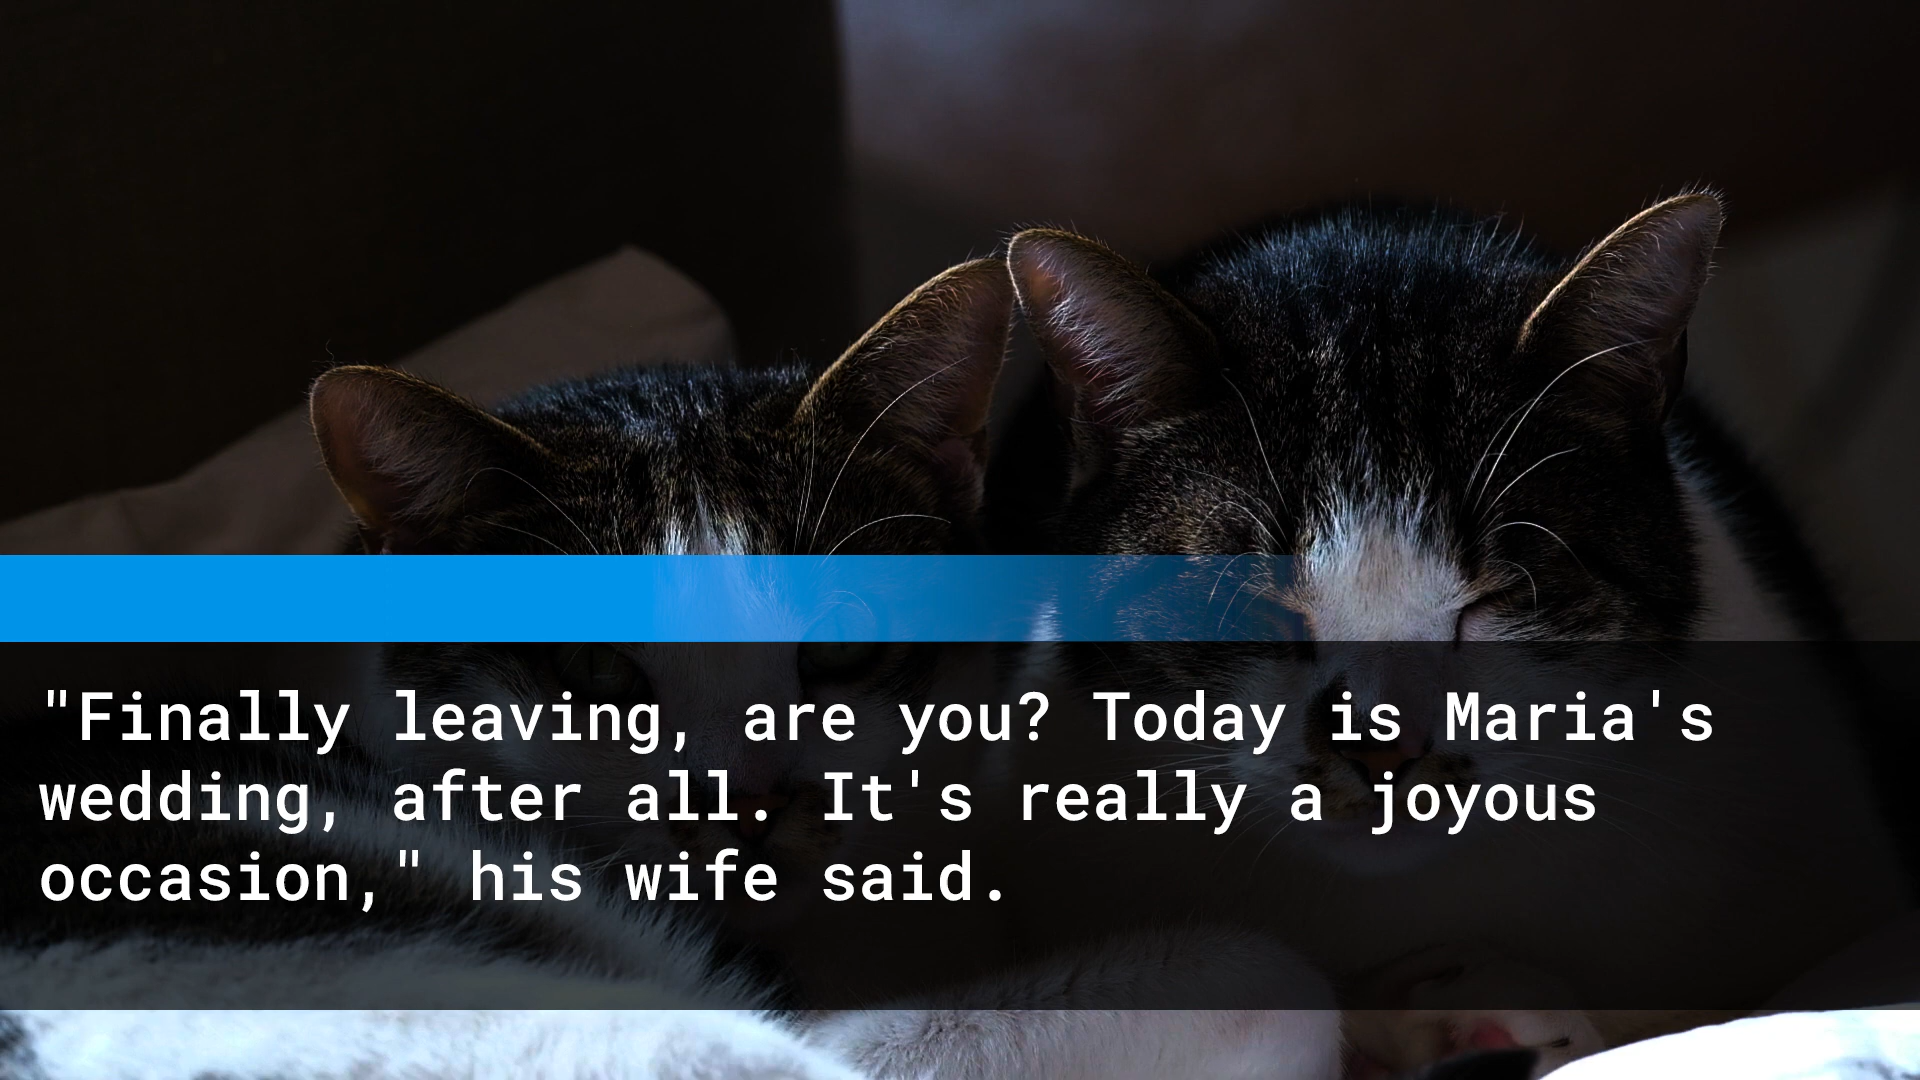 "Finally leaving, are you? Today is Maria's
wedding, after all. It's really a joyous
occasion," his wife said.